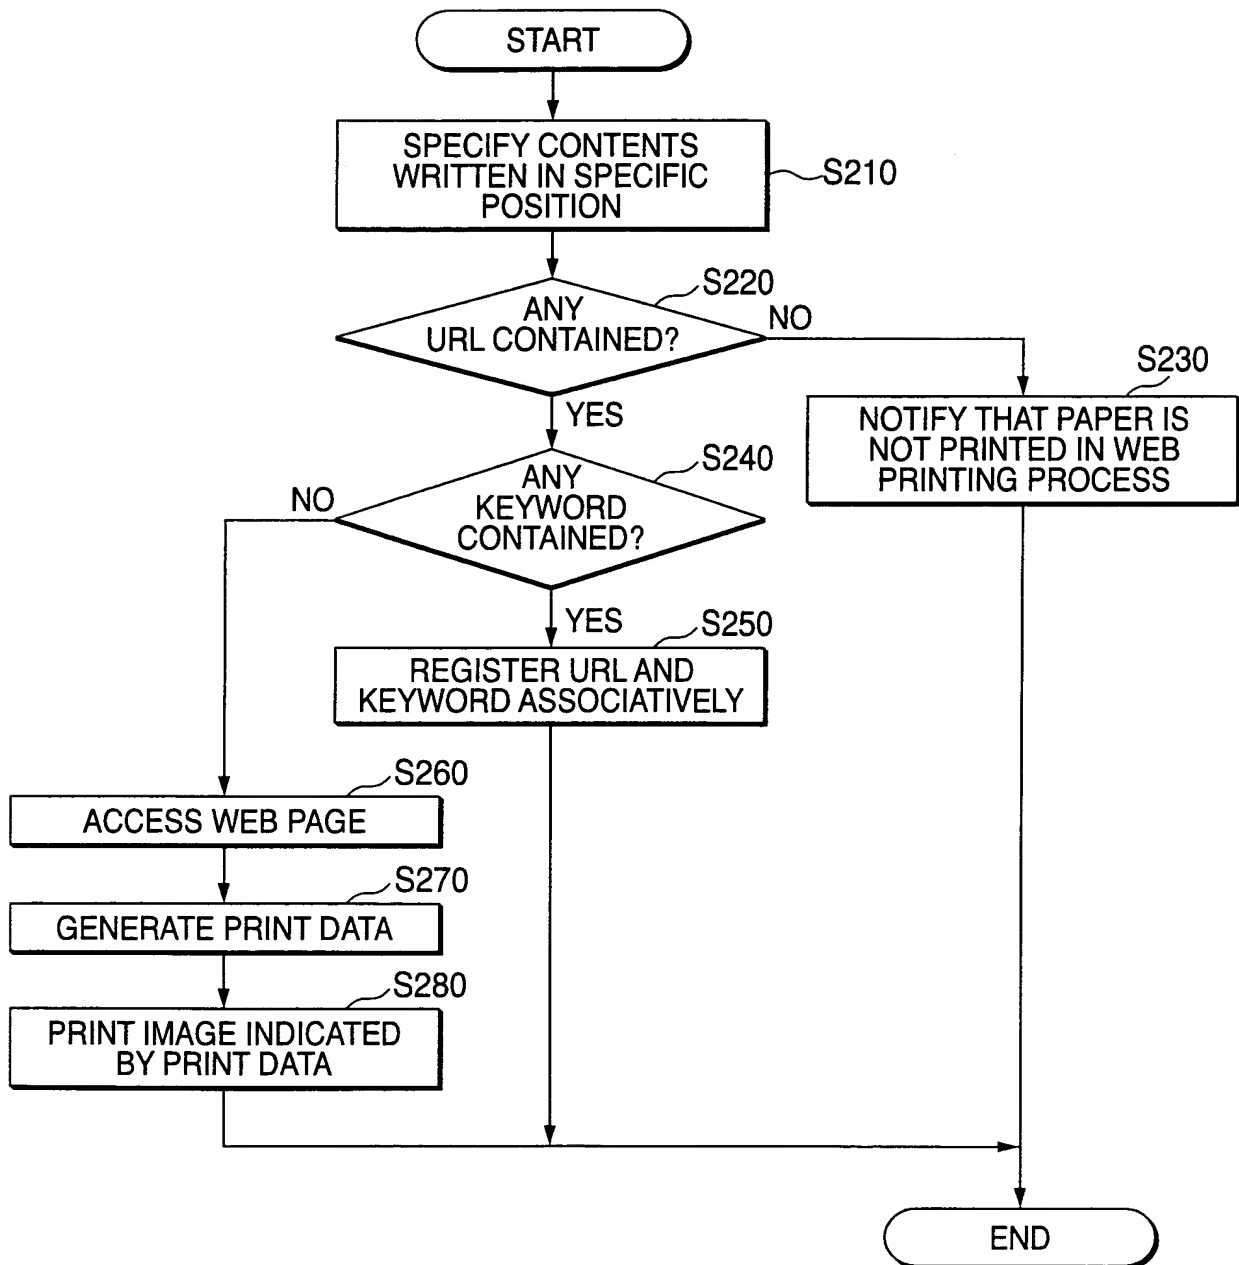 START
SPECIFY CONTENTS
WRITTEN IN SPECIFIC
POSITION
S210
S220
ANY
URL CONTAINED?
NO
YES
S230
NOTIFY THAT PAPER IS
NOT PRINTED IN WEB
PRINTING PROCESS
S240
ANY
KEYWORD
CONTAINED?
NO
YES
S250
REGISTER URL AND
KEYWORD ASSOCIATIVELY
S260
ACCESS WEB PAGE
S270
GENERATE PRINT DATA
S280
PRINT IMAGE INDICATED
BY PRINT DATA
END